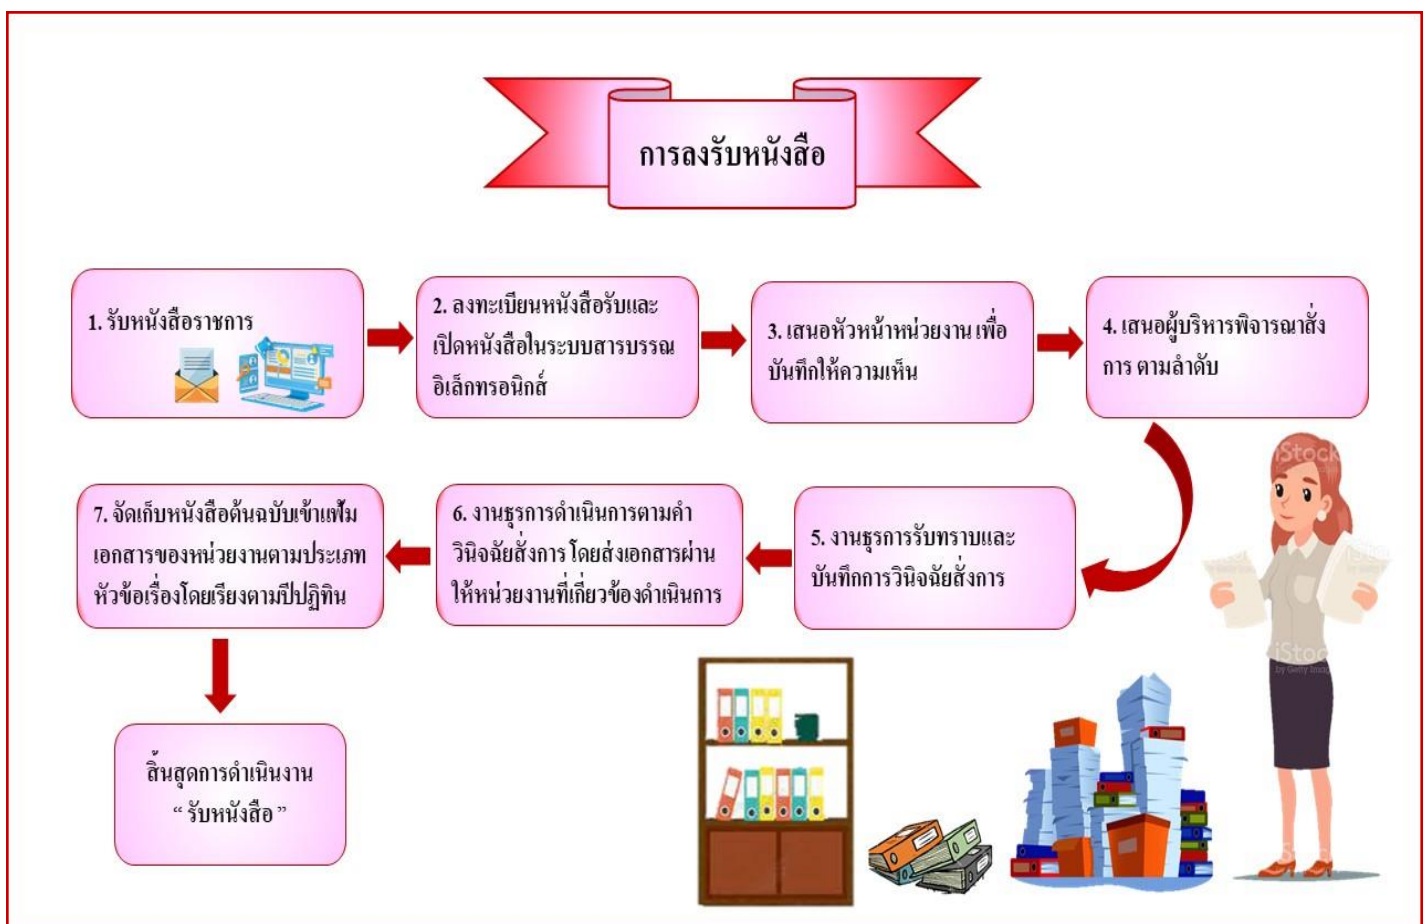 การลงรับหนังสือ
1. รับหนังสือราชการ
2. ลงทะเบียนหนังสือรับและ
เปิดหนังสือในระบบสารบรรณ
อิเล็กทรอนิกส์
3. เสนอหัวหน้าหน่วยงาน เพื่อ
บันทึกให้ความเห็น
4. เสนอผู้บริหารพิจารณาสั่ง
การ ตามลำดับ
5. งานธุรการรับทราบและ
บันทึกการวินิจฉัยสั่งการ
6. งานธุรการดำเนินการตามคำ
วินิจฉัยสั่งการ โดยส่งเอกสารผ่าน
ให้หน่วยงานที่เกี่ยวข้องดำเนินการ
7. จัดเก็บหนังสือต้นฉบับเข้าแฟ้ม
เอกสารของหน่วยงานตามประเภท
หัวข้อเรื่องโดยเรียงตามปีปฏิทิน
สิ้นสุดการดำเนินงาน
“ รับหนังสือ ”
iStock
iStock
by Getty Images